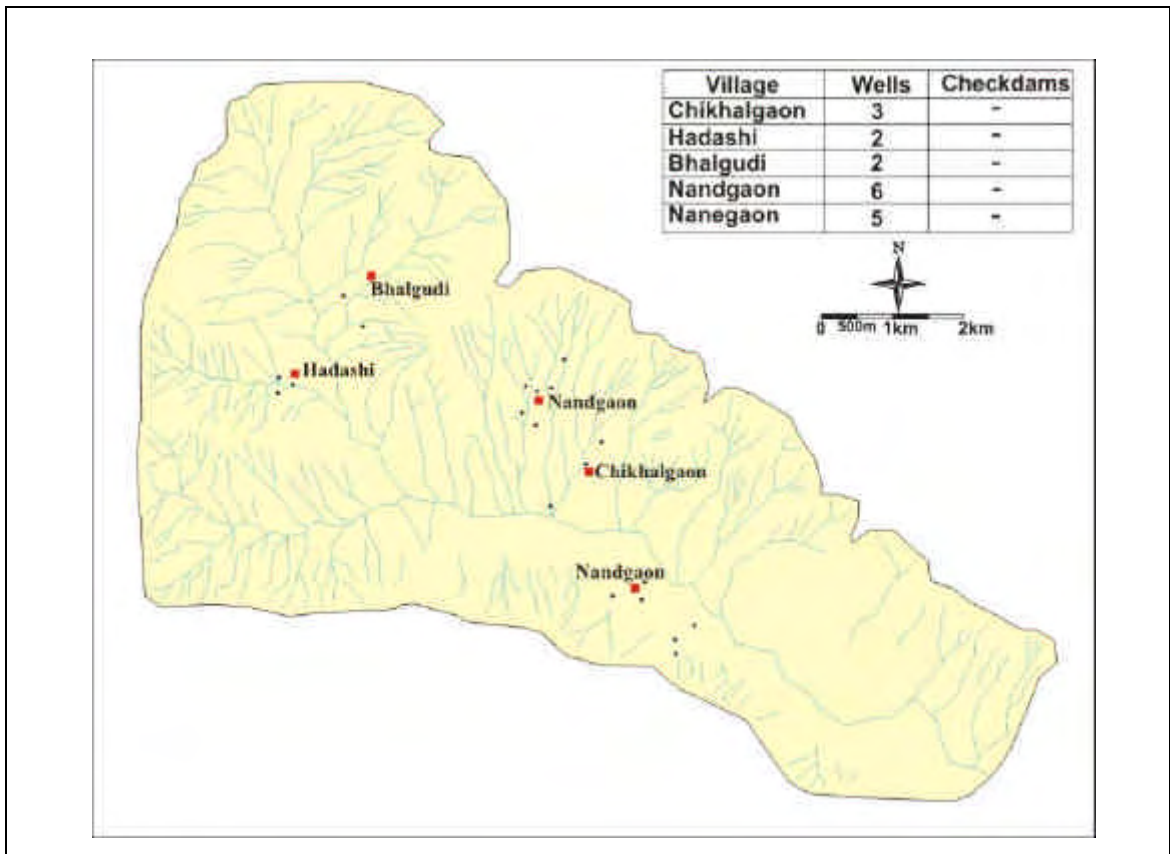 Village Wells Checkdams
Chikhalgaon 3 -
Hadashi 2 -
Bhalgudi 2 -
Nandgaon 6 -
Nanegaon 5 -
N
0 500m 1km 2km
Bhalgudi
Hadashi
Nandgaon
Chikhalgaon
Nandgaon